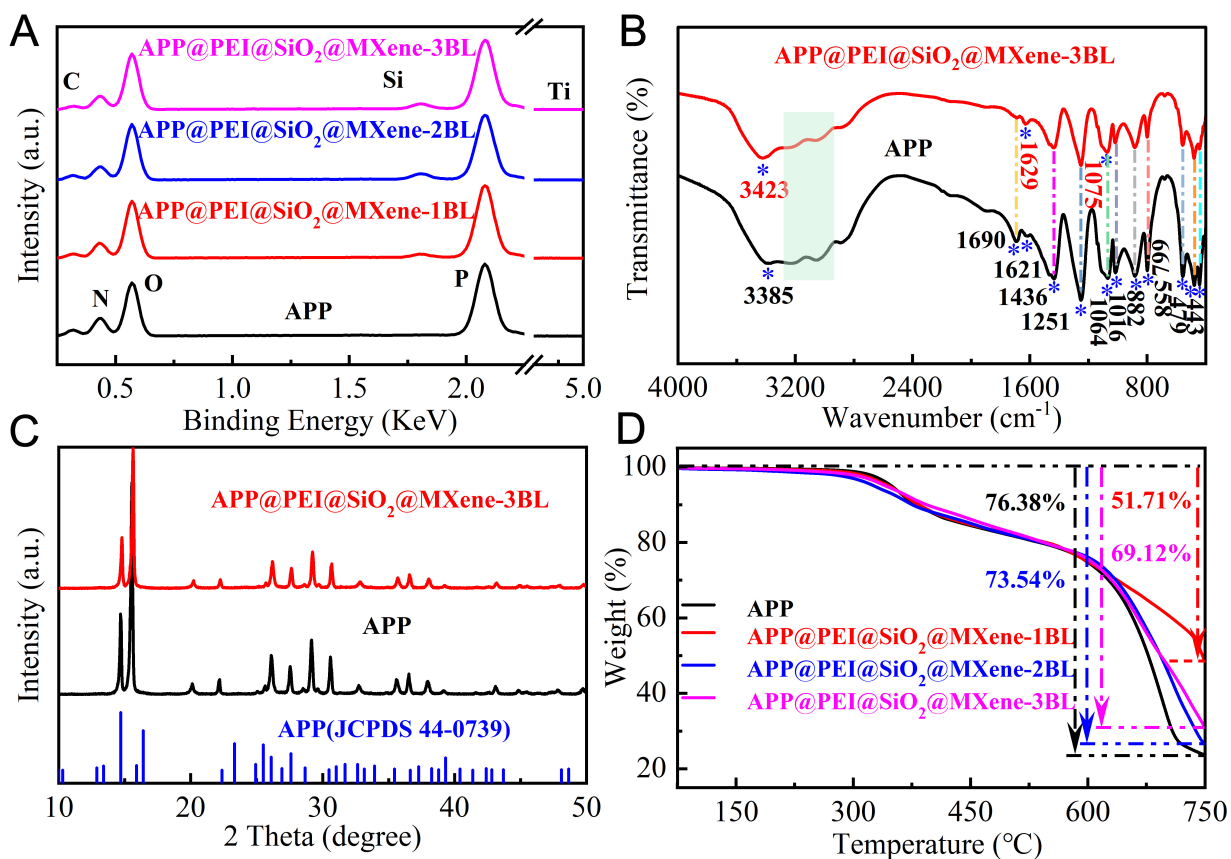 A
APP@PEI@SiO₂@MXene-3BL
C
Si
Ti
APP@PEI@SiO₂@MXene-2BL
APP@PEI@SiO₂@MXene-1BL
N
O
APP
P
Intensity (a.u.)
0.5
1.0
1.5
2.0
5.0
Binding Energy (KeV)
B
APP@PEI@SiO₂@MXene-3BL
APP
3423
1629
1075
1690
3385
1621
1436
1251
1064
1016
882
667
558
479
443
Transmittance (%)
4000
3200
2400
1600
800
Wavenumber (cm⁻¹)
C
APP@PEI@SiO₂@MXene-3BL
APP
APP(JCPDS 44-0739)
Intensity (a.u.)
10
20
30
40
50
2 Theta (degree)
D
100
80
60
40
20
Weight (%)
76.38%
51.71%
69.12%
73.54%
APP
APP@PEI@SiO₂@MXene-1BL
APP@PEI@SiO₂@MXene-2BL
APP@PEI@SiO₂@MXene-3BL
150
300
450
600
750
Temperature (℃)